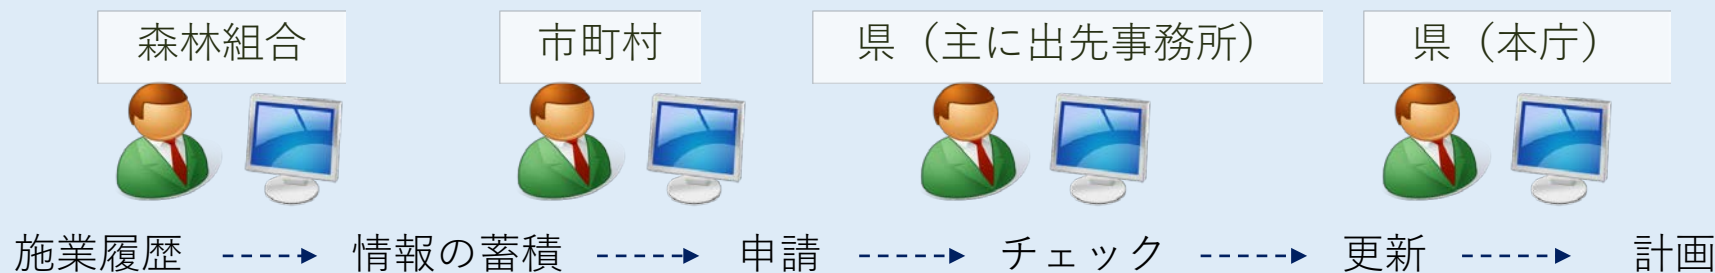 森林組合
市町村
県（主に出先事務所）
県（本庁）
施業履歴 情報の蓄積 申請 チェック 更新 計画